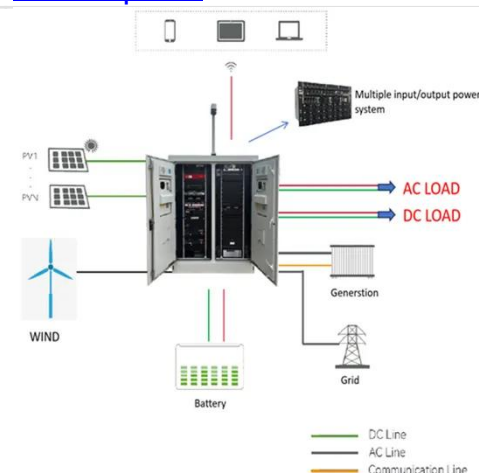 Multiple input/output power
system
PV1
PVN
AC LOAD
DC LOAD
WIND
Generstion
Grid
Battery
DC Line
AC Line
Communication Line